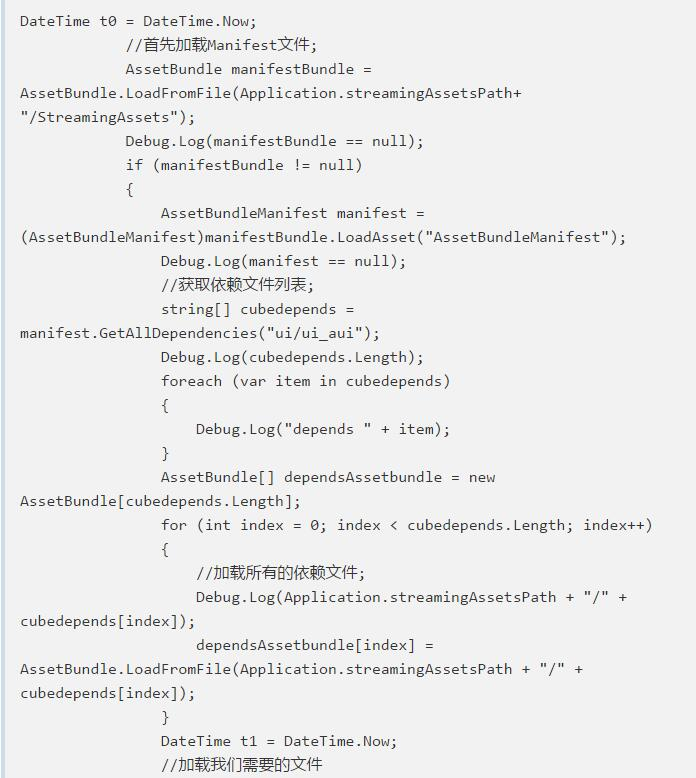 DateTime t0 = DateTime.Now;
//首先加载Manifest文件;
AssetBundle manifestBundle =
AssetBundle.LoadFromFile(Application.streamingAssetsPath+
"/StreamingAssets");
Debug.Log(manifestBundle == null);
if (manifestBundle != null)
{
AssetBundleManifest manifest =
(AssetBundleManifest)manifestBundle.LoadAsset("AssetBundleManifest");
Debug.Log(manifest == null);
//获取依赖文件列表;
string[] cubedepends =
manifest.GetAllDependencies("ui/ui_aui");
Debug.Log(cubedepends.Length);
foreach (var item in cubedepends)
{
Debug.Log("depends " + item);
}
AssetBundle[] dependsAssetbundle = new
AssetBundle[cubedepends.Length];
for (int index = 0; index < cubedepends.Length; index++)
{
//加载所有的依赖文件;
Debug.Log(Application.streamingAssetsPath + "/" +
cubedepends[index]);
dependsAssetbundle[index] =
AssetBundle.LoadFromFile(Application.streamingAssetsPath + "/" +
cubedepends[index]);
}
DateTime t1 = DateTime.Now;
//加载我们需要的文件